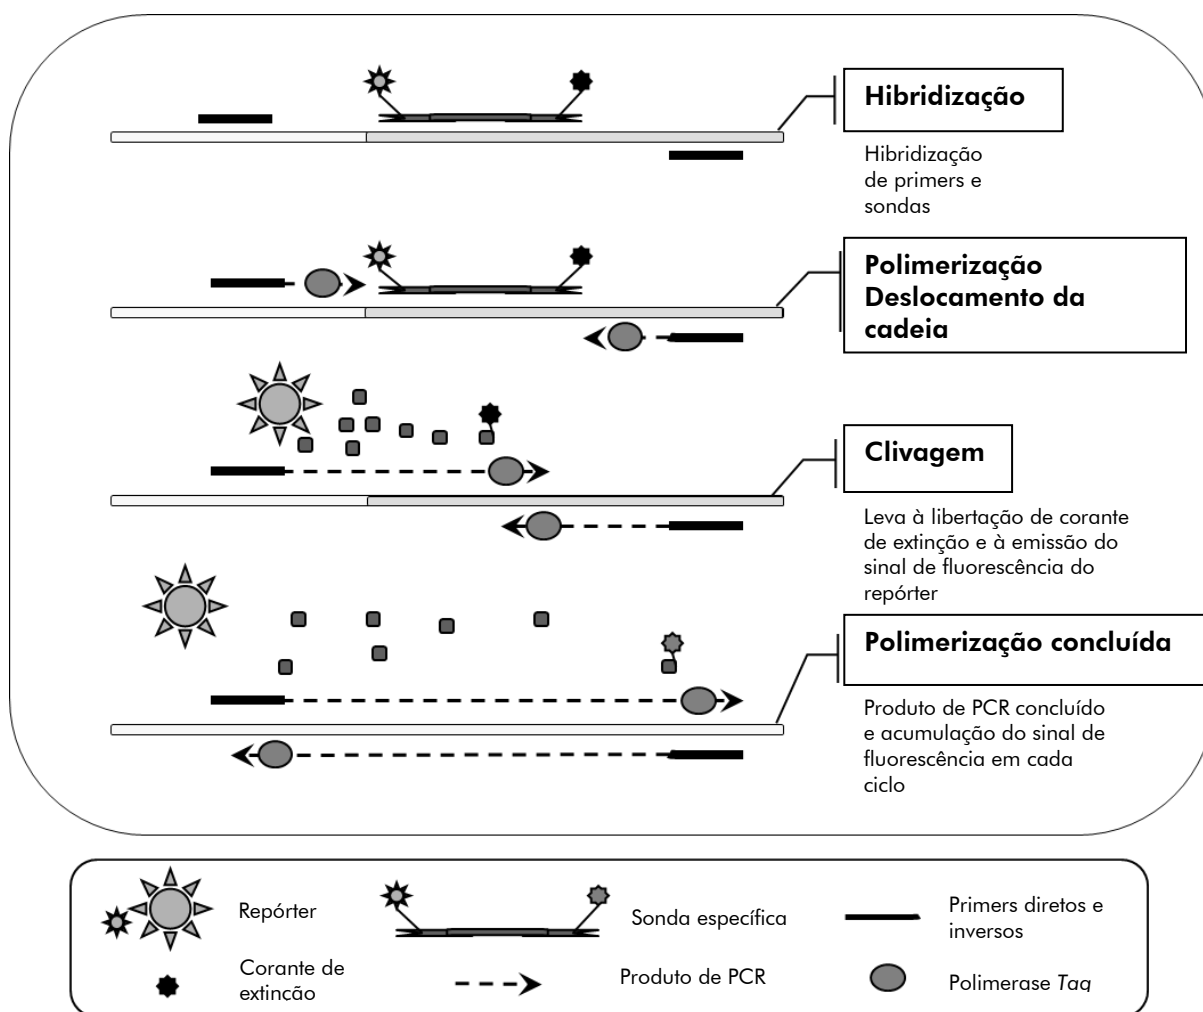 Hibridização
Hibridização
de primers e
sondas
Polimerização
Deslocamento da
cadeia
Clivagem
Leva à libertação de corante
de extinção e à emissão do
sinal de fluorescência do
repórter
Polimerização concluída
Produto de PCR concluído
e acumulação do sinal de
fluorescência em cada
ciclo
Repórter
Sonda específica
Primers diretos e
inversos
Corante de
extinção
Produto de PCR
Polimerase Taq